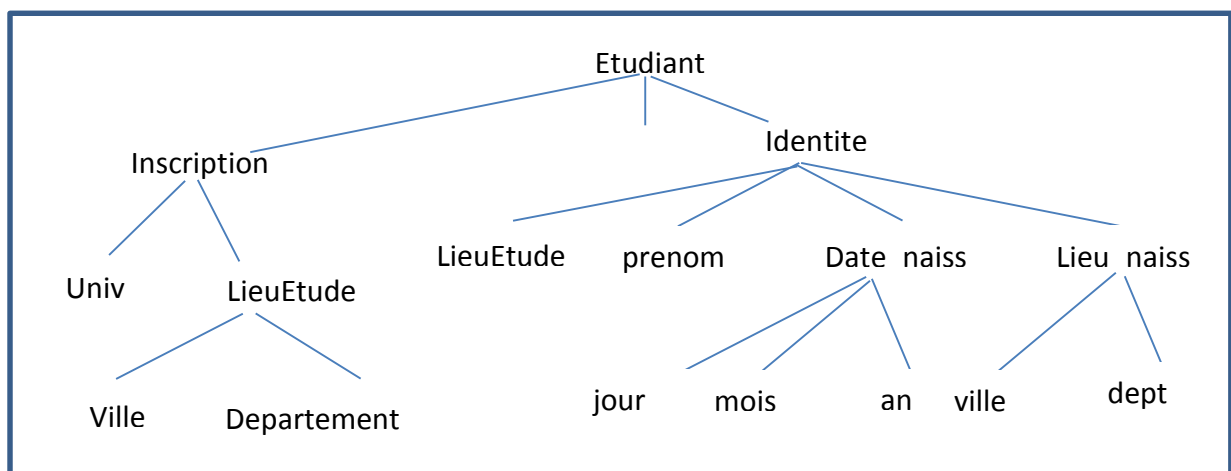 Etudiant
Identite
Inscription
LieuEtude prenom Date naiss Lieu naiss
Univ LieuEtude
jour mois an ville dept
Ville Departement